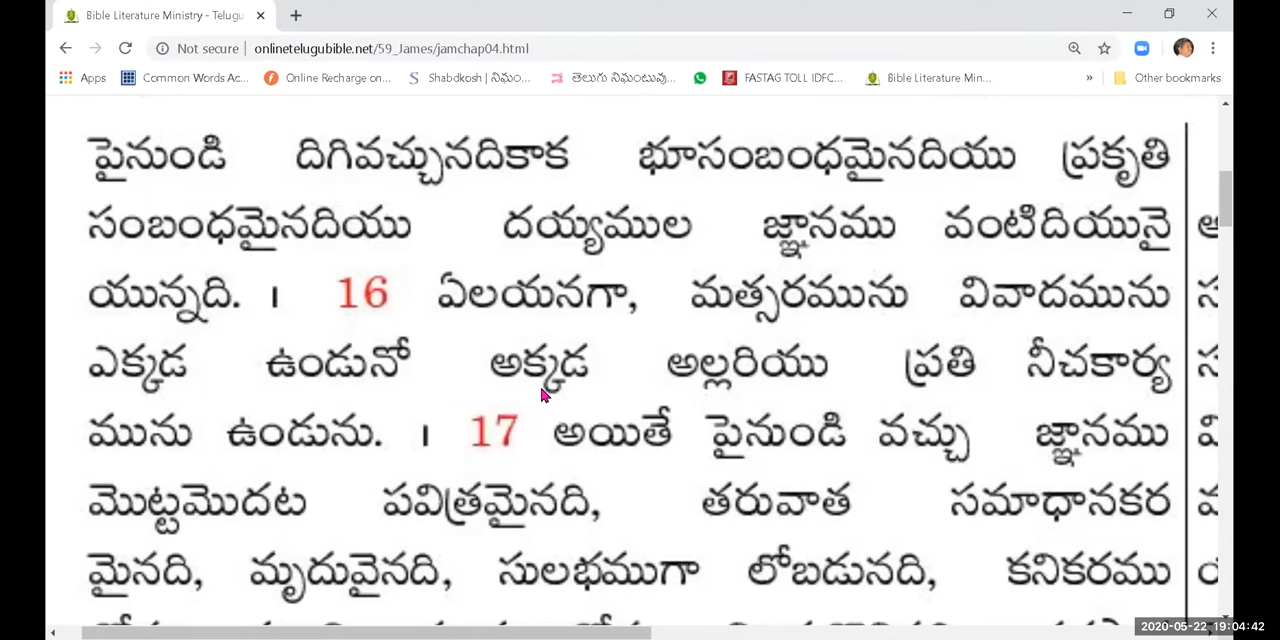 Bible Literature Ministry - Telugu
Not secure | onlinetelugubible.net/59_James/jamchap04.html
Apps Common Words Ac... Online Recharge on... Shabdkosh | నిఘం... తెలుగు నిఘంటువు... FASTAG TOLL IDFC... Bible Literature Min... » Other bookmarks
పైనుండి దిగివచ్చునదికాక భూసంబంధమైనదియు ప్రకృతి
సంబంధమైనదియు దయ్యముల జ్ఞానము వంటిదియునై
యున్నది. । 16 ఏలయనగా, మత్సరమును వివాదమును
ఎక్కడ ఉండునో అక్కడ అల్లరియు ప్రతి నీచకార్య
మును ఉండును. । 17 అయితే పైనుండి వచ్చు జ్ఞానము
మొట్టమొదట పవిత్రమైనది, తరువాత సమాధానకర
మైనది, మృదువైనది, సులభముగా లోబడునది, కనికరము
2020-05-22 19:04:42